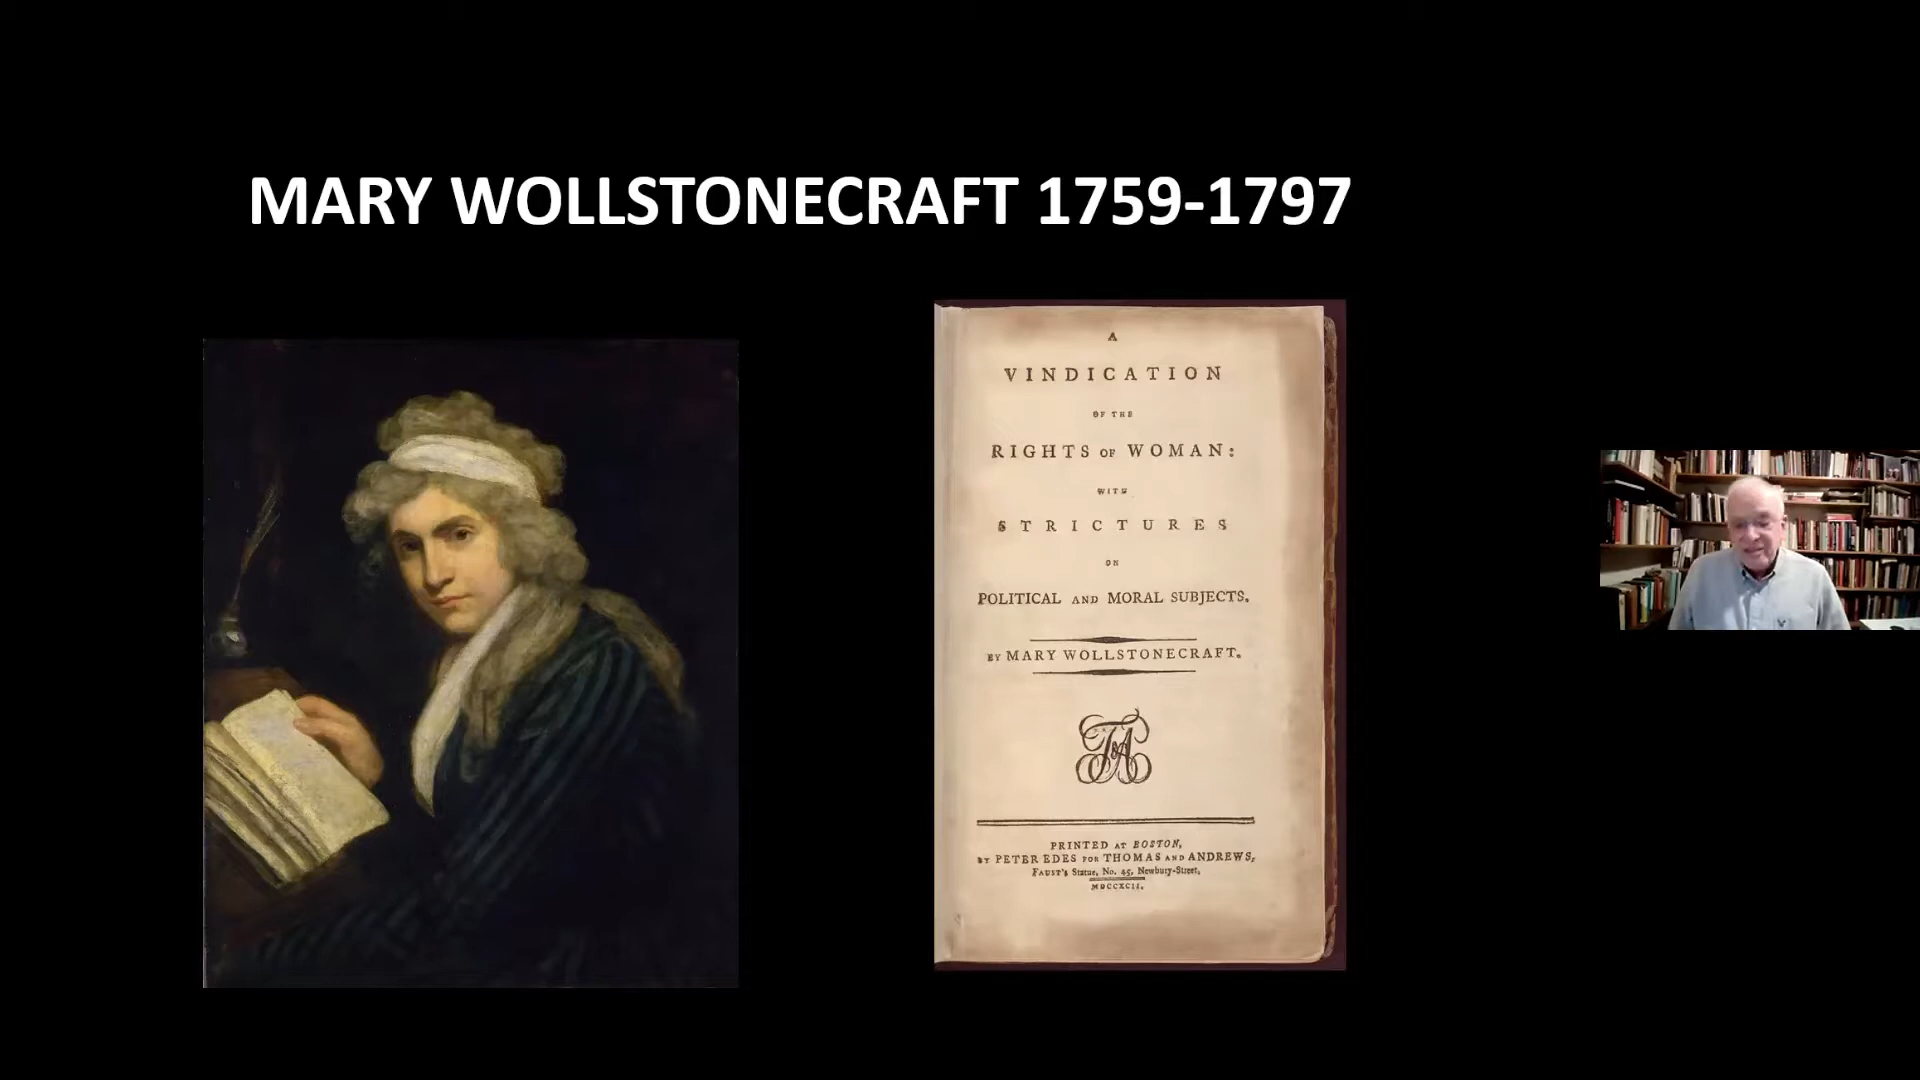 MARY WOLLSTONECRAFT 1759-1797
A
VINDICATION
OF THE
RIGHTS OF WOMAN:
WITH
STRICTURES
ON
POLITICAL AND MORAL SUBJECTS.
BY MARY WOLLSTONECRAFT.
PRINTED AT BOSTON,
BY PETER EDES FOR THOMAS AND ANDREWS,
FAUST's Statue, No. 45, Newbury-Street,
MDCCXCII.